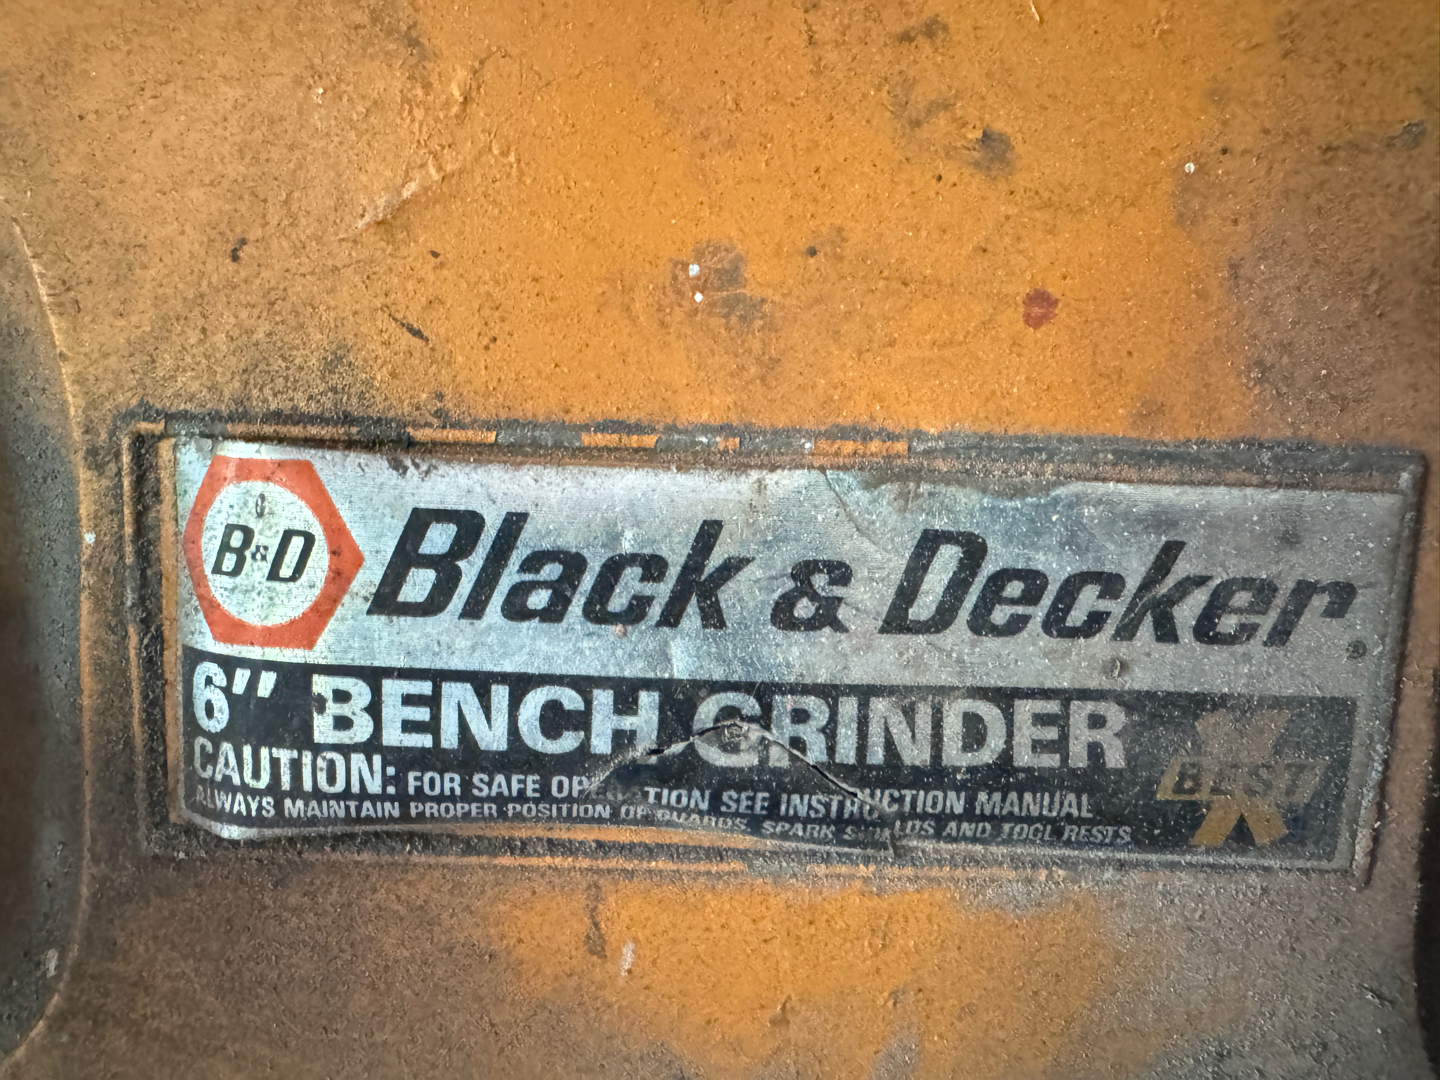 B&D
Black & Decker®
6" BENCH GRINDER
BEST
CAUTION: FOR SAFE OPERATION SEE INSTRUCTION MANUAL
ALWAYS MAINTAIN PROPER POSITION OF GUARDS, SPARK SHIELDS AND TOOL RESTS